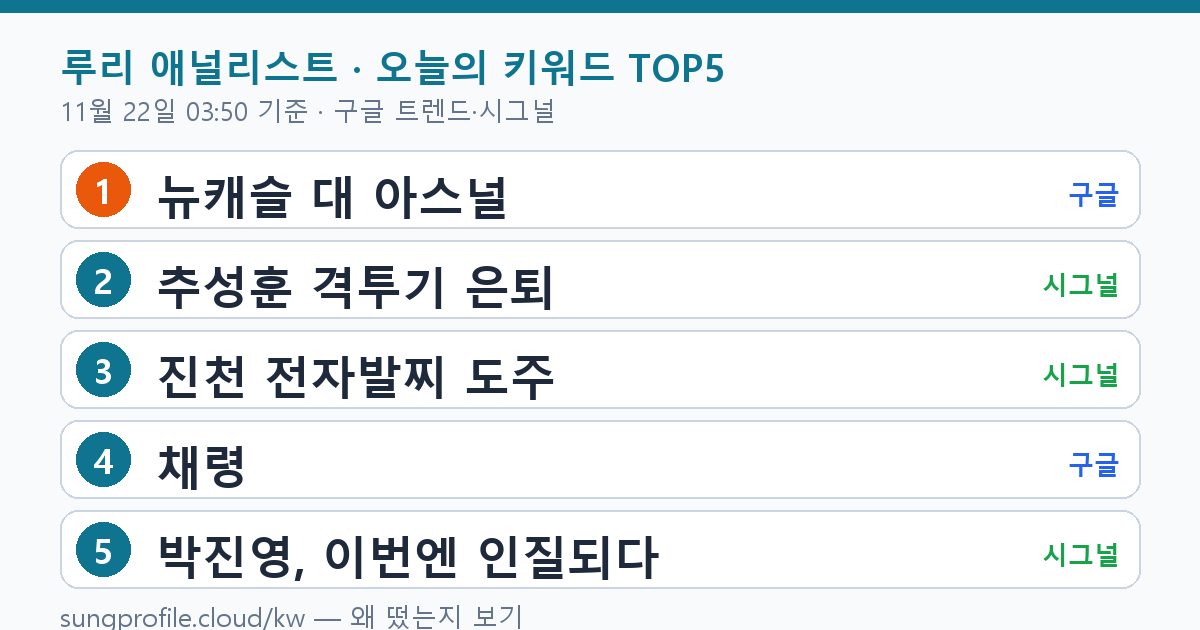 루리 애널리스트 · 오늘의 키워드 TOP5
11월 22일 03:50 기준 · 구글 트렌드·시그널
1 뉴캐슬 대 아스널 구글
2 추성훈 격투기 은퇴 시그널
3 진천 전자발찌 도주 시그널
4 채령 구글
5 박진영, 이번엔 인질되다 시그널
sungprofile.cloud/kw — 왜 떴는지 보기